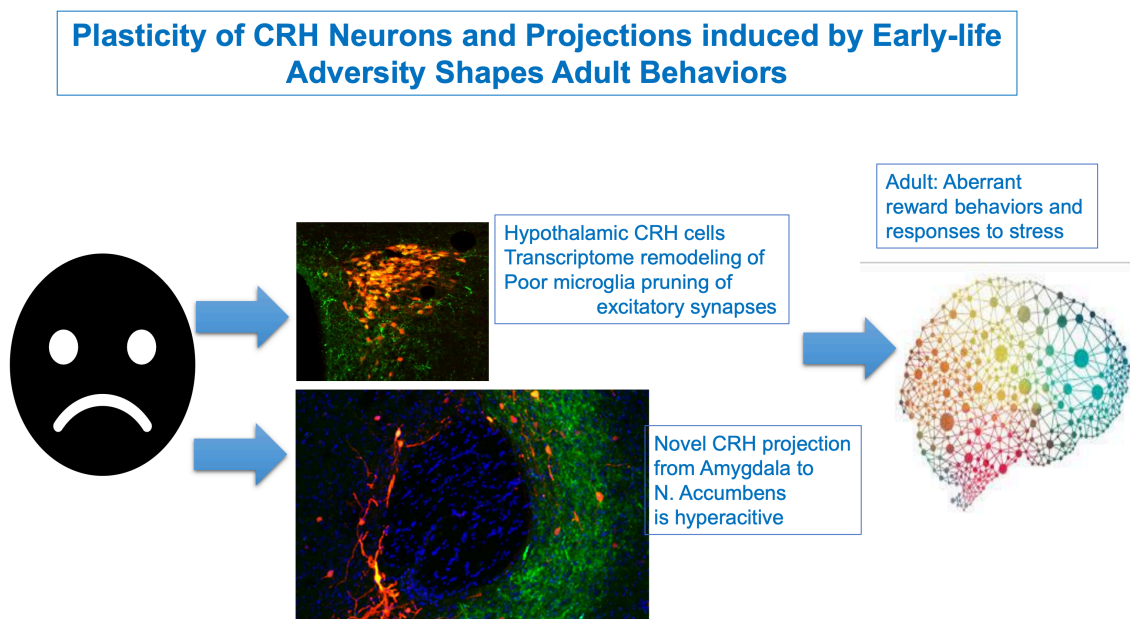 Plasticity of CRH Neurons and Projections induced by Early-life
Adversity Shapes Adult Behaviors
Hypothalamic CRH cells
Transcriptome remodeling of
Poor microglia pruning of
excitatory synapses
Novel CRH projection
from Amygdala to
N. Accumbens
is hyperacitive
Adult: Aberrant
reward behaviors and
responses to stress